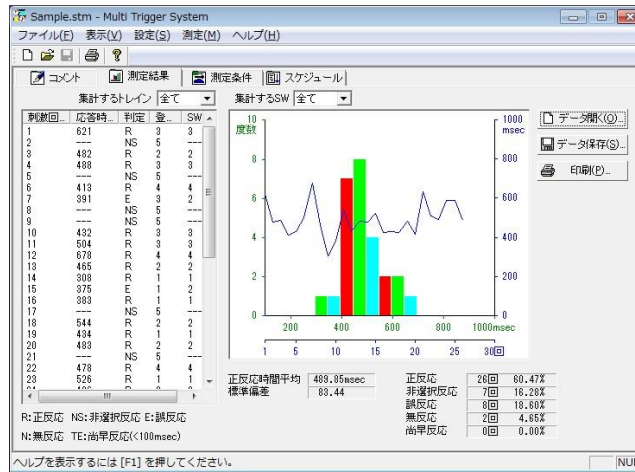 Sample.stm - Multi Trigger System
ファイル(F) 表示(V) 設定(S) 測定(M) ヘルプ(H)
コメント 測定結果 測定条件 スケジュール
集計するトレイン 全て 集計するSW 全て
刺激回... 応答時... 判定 登... SW
1 621 R 3 3
2 --- NS 5 ---
3 482 R 2 2
4 488 R 3 3
5 --- NS 5 ---
6 413 R 4 4
7 391 E 3 2
8 --- NS 5 ---
9 --- NS 5 ---
10 432 R 3 3
11 504 R 3 3
12 678 R 4 4
13 465 R 2 2
14 308 R 1 1
15 375 E 1 2
16 383 R 1 1
17 --- NS 5 ---
18 544 R 2 2
19 434 R 1 1
20 483 R 2 2
21 --- NS 5 ---
22 478 R 4 4
23 526 R 1 1
10
度数
8
6
4
2
0
1000
msec
800
600
400
200
0
200 400 600 800 1000msec
1 5 10 15 20 25 30回
データ開く(O)...
データ保存(S)...
印刷(P)...
正反応時間平均 489.85msec
標準偏差 83.44
正反応 26回 60.47%
非選択反応 7回 16.28%
誤反応 8回 18.60%
無反応 2回 4.65%
尚早反応 0回 0.00%
R:正反応 NS:非選択反応 E:誤反応
N:無反応 TE:尚早反応(<100msec)
ヘルプを表示するには [F1] を押してください。
NUM